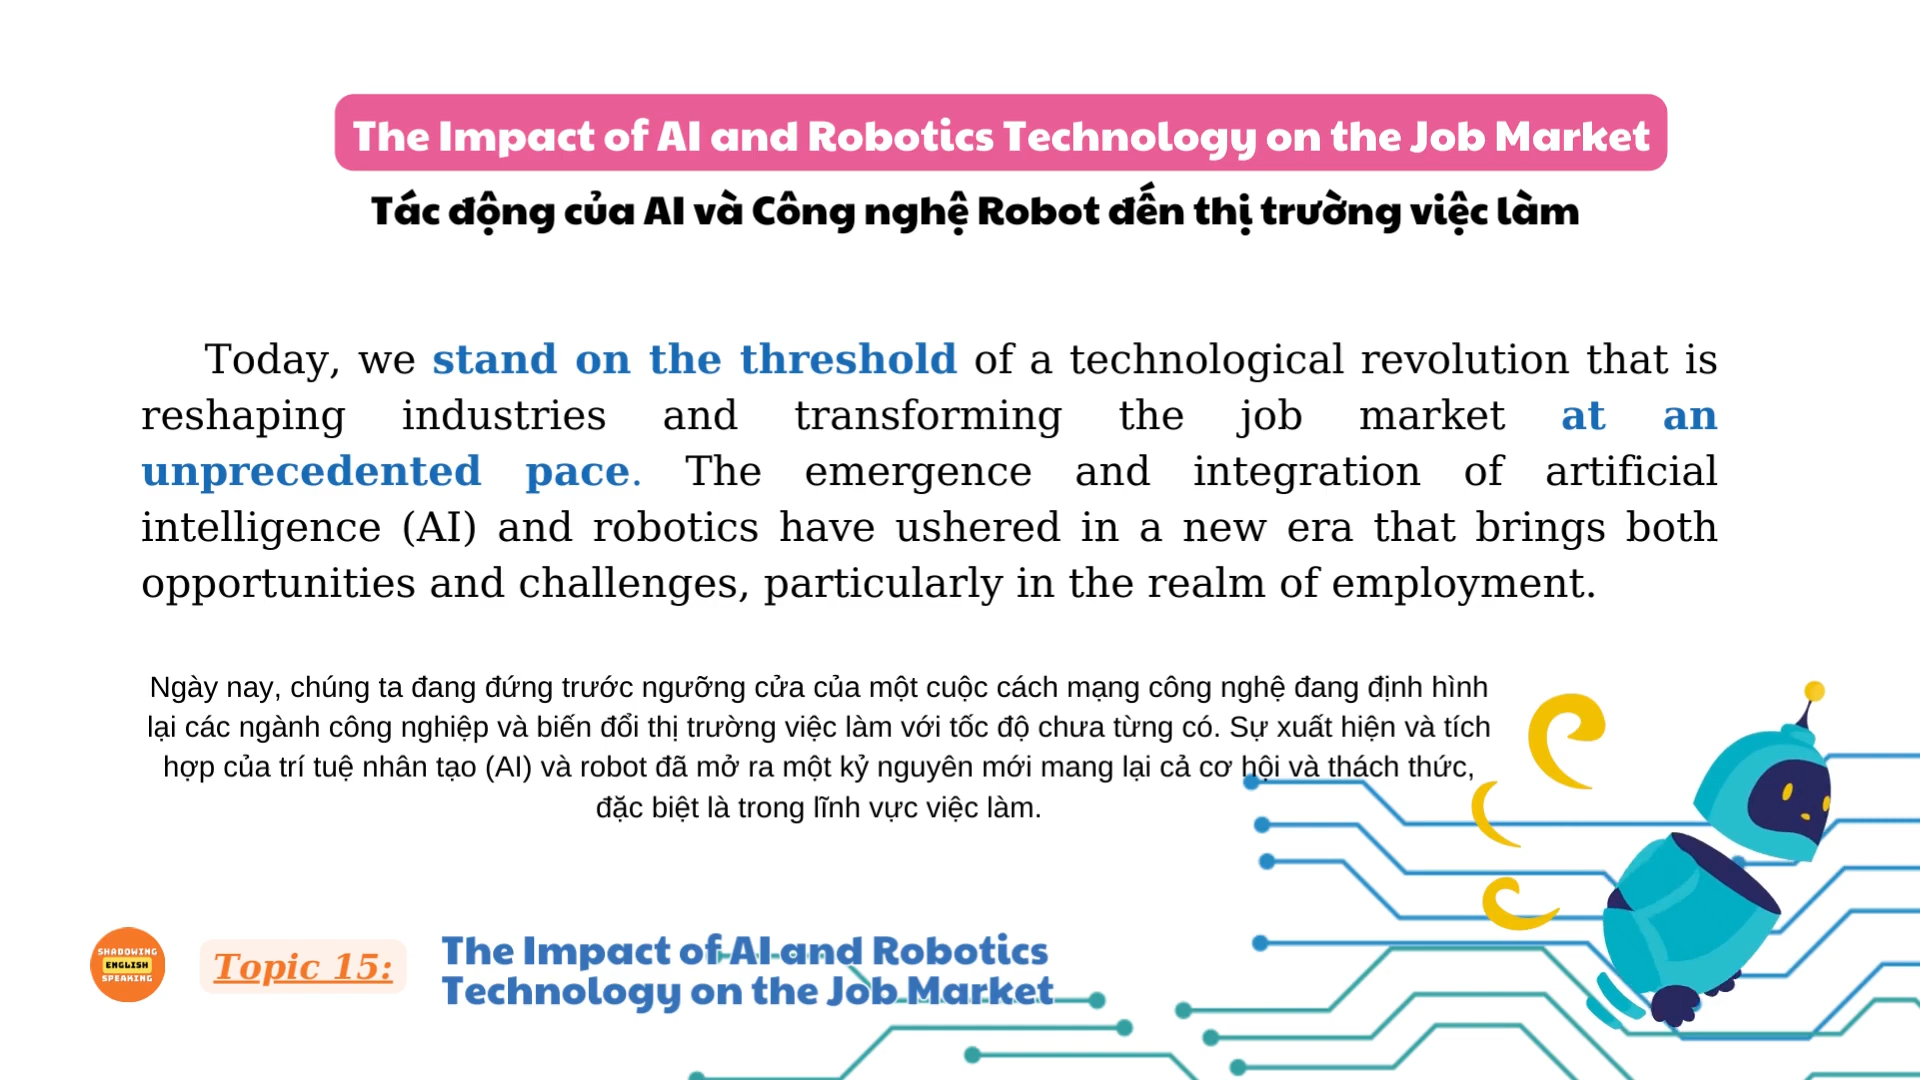 The Impact of AI and Robotics Technology on the Job Market
Tác động của AI và Công nghệ Robot đến thị trường việc làm
Today, we stand on the threshold of a technological revolution that is
reshaping industries and transforming the job market at an
unprecedented pace. The emergence and integration of artificial
intelligence (AI) and robotics have ushered in a new era that brings both
opportunities and challenges, particularly in the realm of employment.
Ngày nay, chúng ta đang đứng trước ngưỡng cửa của một cuộc cách mạng công nghệ đang định hình
lại các ngành công nghiệp và biến đổi thị trường việc làm với tốc độ chưa từng có. Sự xuất hiện và tích
hợp của trí tuệ nhân tạo (AI) và robot đã mở ra một kỷ nguyên mới mang lại cả cơ hội và thách thức,
đặc biệt là trong lĩnh vực việc làm.
SHADOWING
ENGLISH
SPEAKING
Topic 15:
The Impact of AI and Robotics
Technology on the Job Market